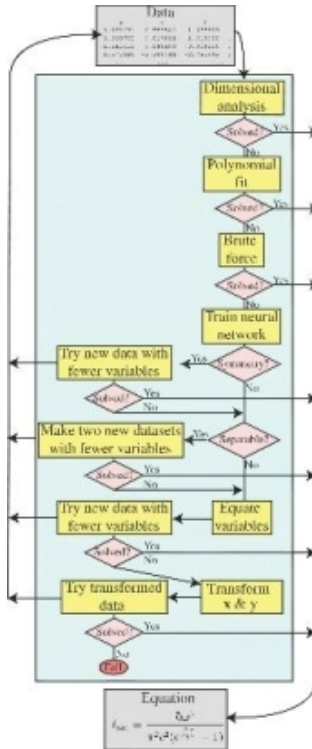 Data
Dimensional
analysis
Solved?
Yes
No
Polynomial
fit
Solved?
Yes
No
Brute
force
Solved?
Yes
No
Train neural
network
Try new data with
fewer variables
Yes
Symmetry?
No
Solved?
Yes
No
Make two new datasets
with fewer variables
Yes
Separable?
No
Solved?
Yes
No
Try new data with
fewer variables
Equate
variables
Solved?
Yes
No
Try transformed
data
Transform
x & y
Solved?
Yes
No
Fail
Equation